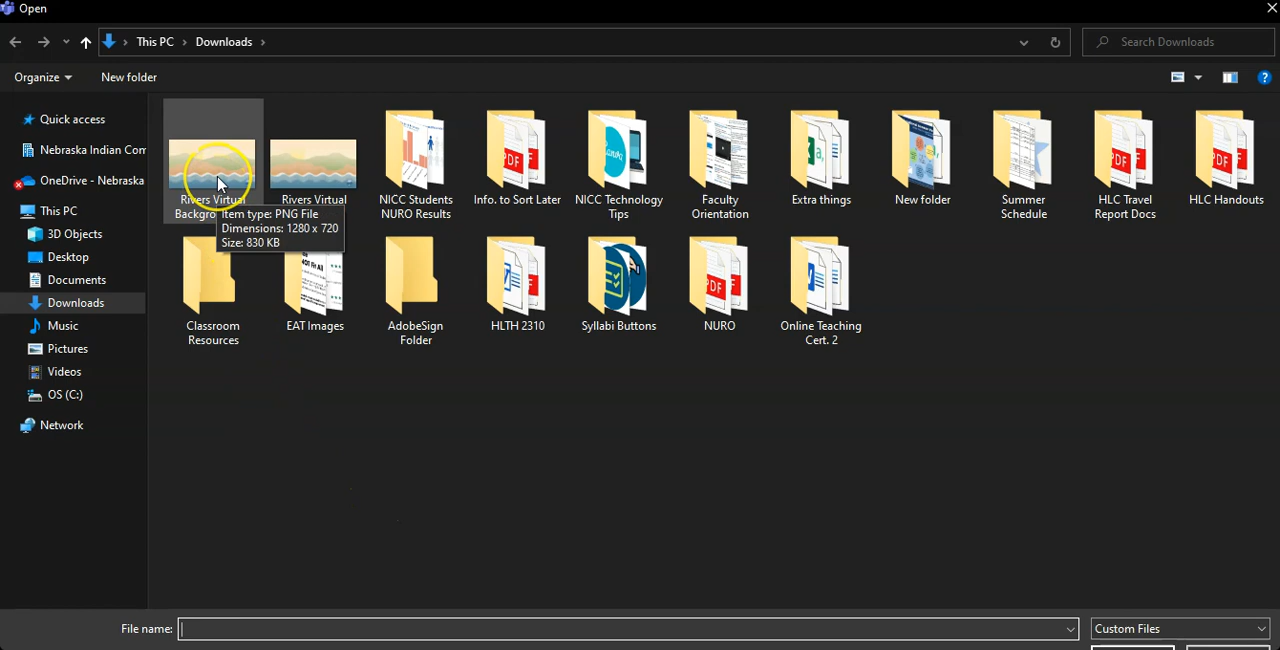 Open
This PC
Downloads
Search Downloads
Organize
New folder
Quick access
Nebraska Indian Com
OneDrive - Nebraska
This PC
3D Objects
Desktop
Documents
Downloads
Music
Pictures
Videos
OS (C:)
Network
Rivers Virtual
Backgro
Item type: PNG File
Dimensions: 1280 x 720
Size: 830 KB
Rivers Virtual
NICC Students
NURO Results
Info. to Sort Later
NICC Technology
Tips
Faculty
Orientation
Extra things
New folder
Summer
Schedule
HLC Travel
Report Docs
HLC Handouts
Classroom
Resources
EAT Images
AdobeSign
Folder
HLTH 2310
Syllabi Buttons
NURO
Online Teaching
Cert. 2
File name:
Custom Files